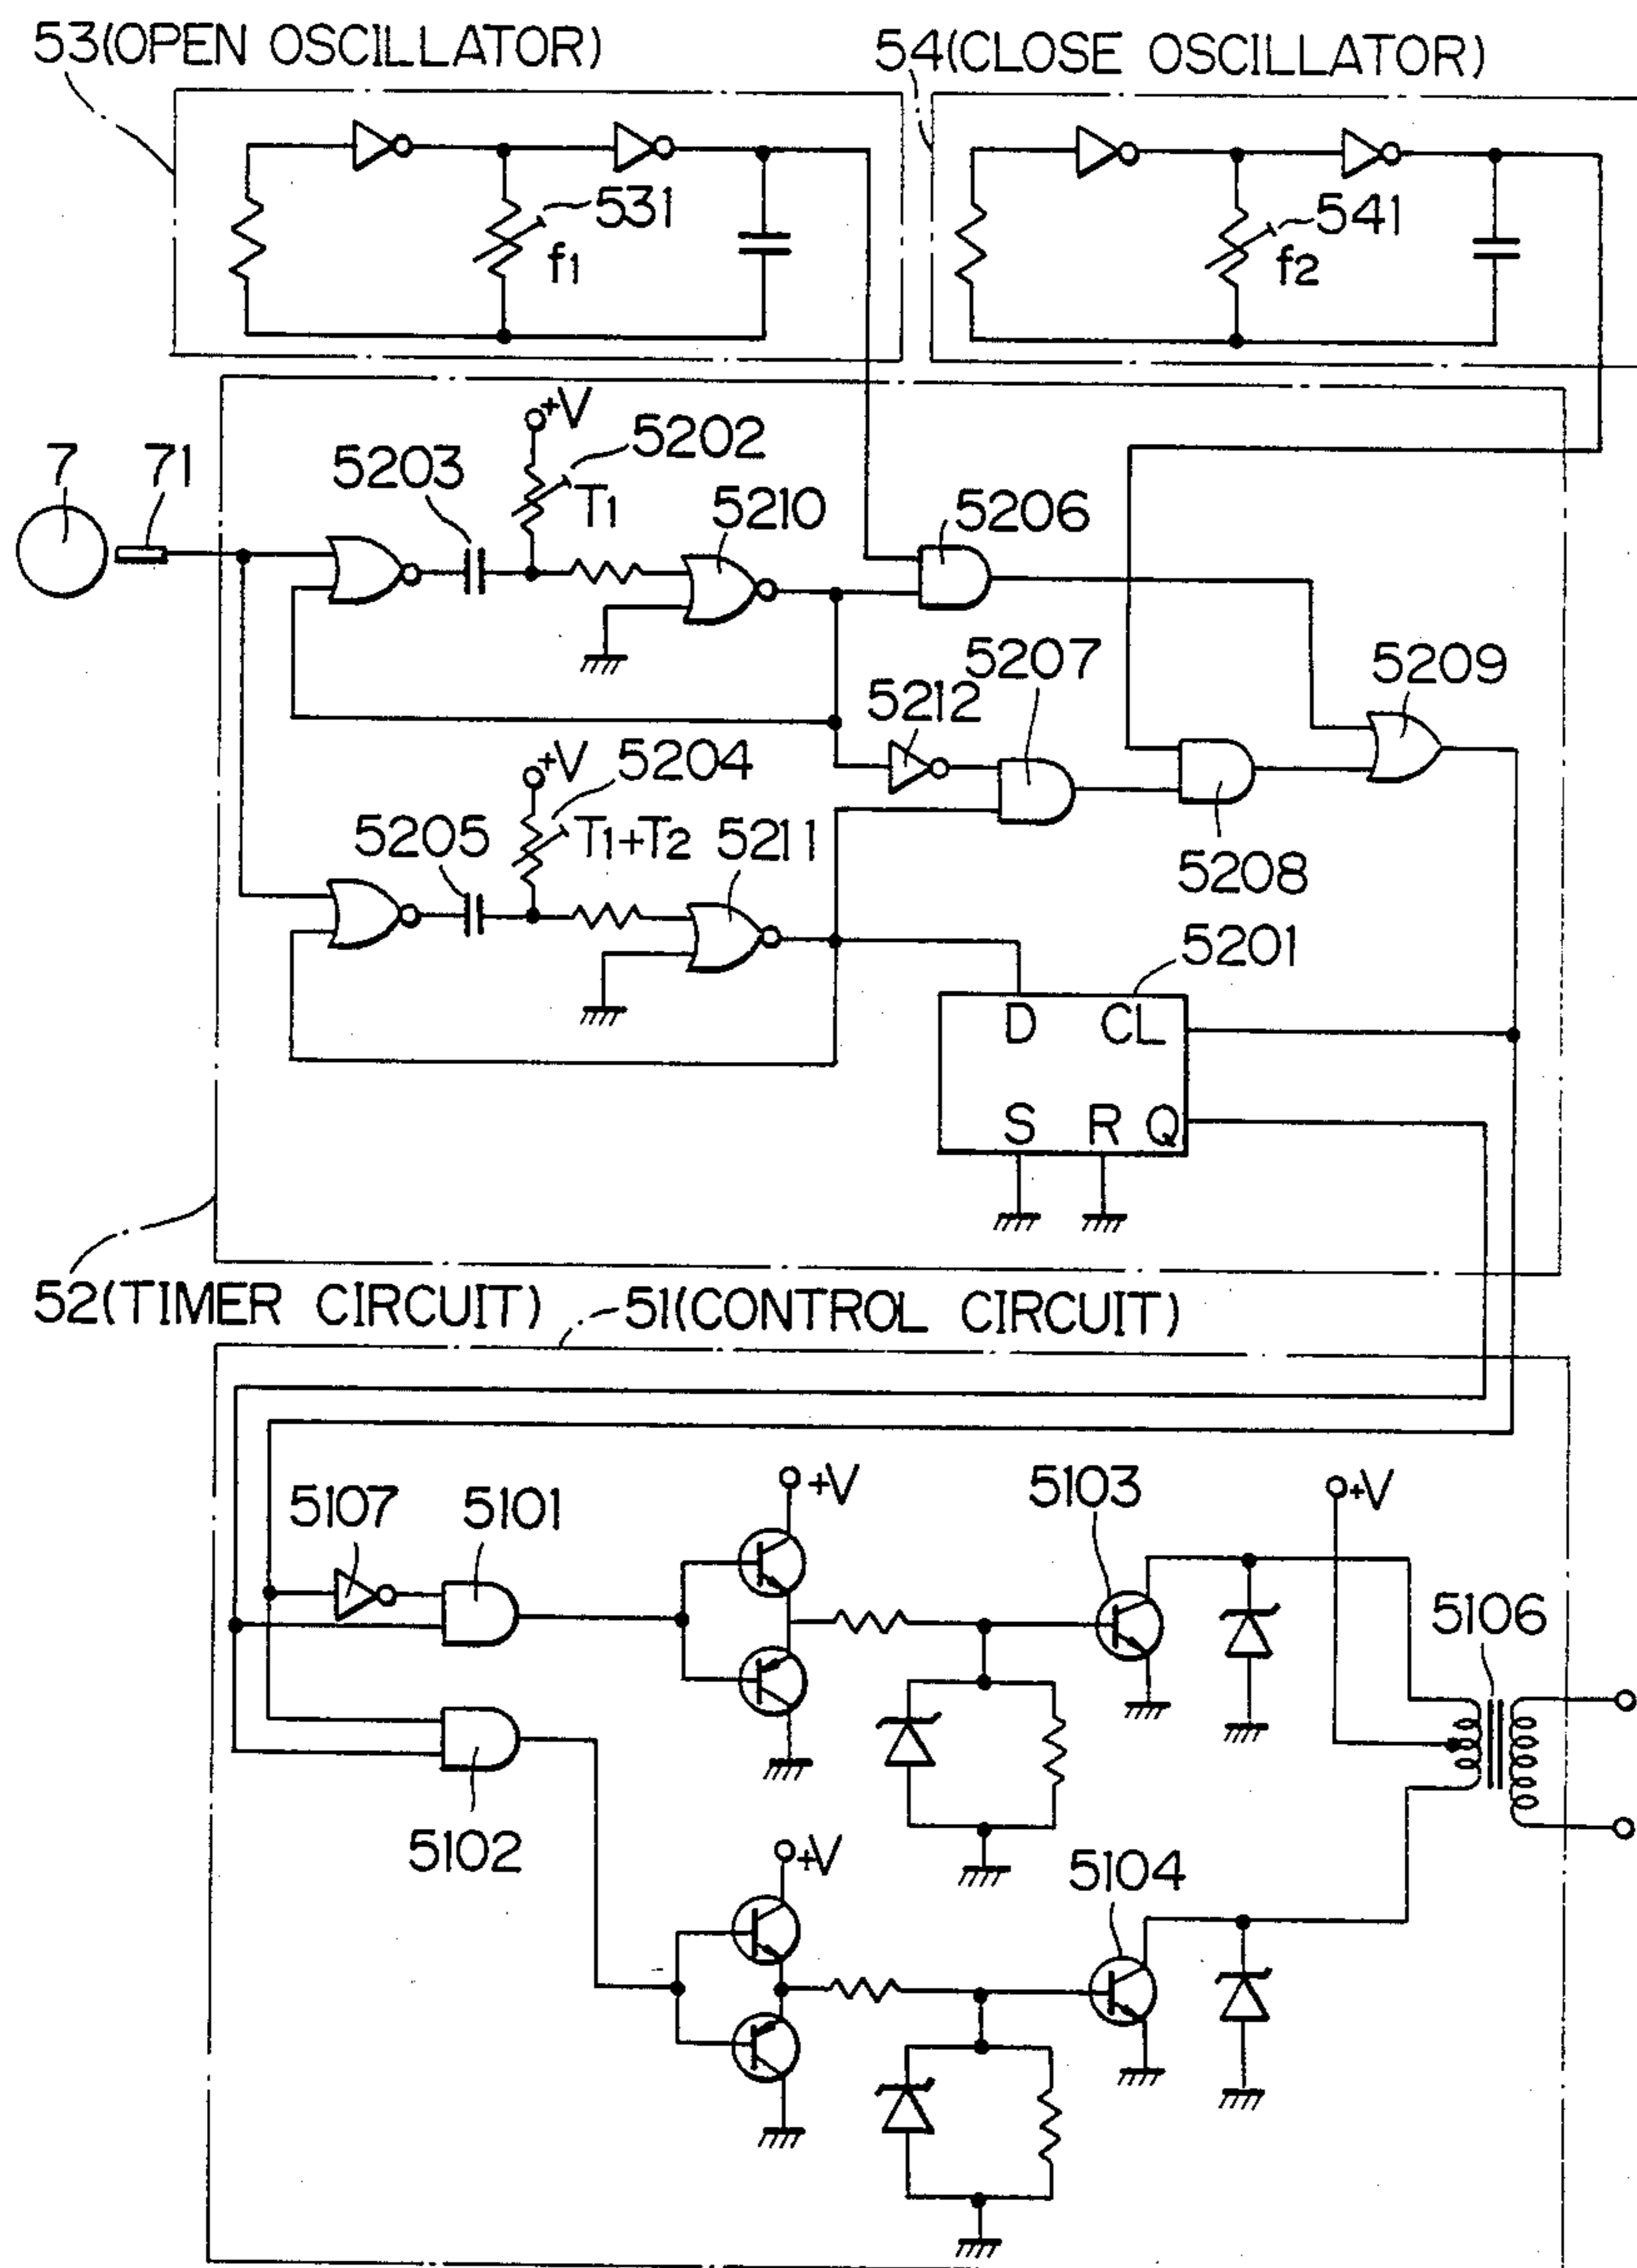 53(OPEN OSCILLATOR)
54(CLOSE OSCILLATOR)
531
f1
541
f2
+V
5202
7
71
5203
T1
5210
5206
5207
5209
5212
+V
5204
5205
T1+T2
5211
5208
5201
D CL
S R Q
52(TIMER CIRCUIT)
51(CONTROL CIRCUIT)
5107
5101
+V
5103
+V
5106
5102
+V
5104